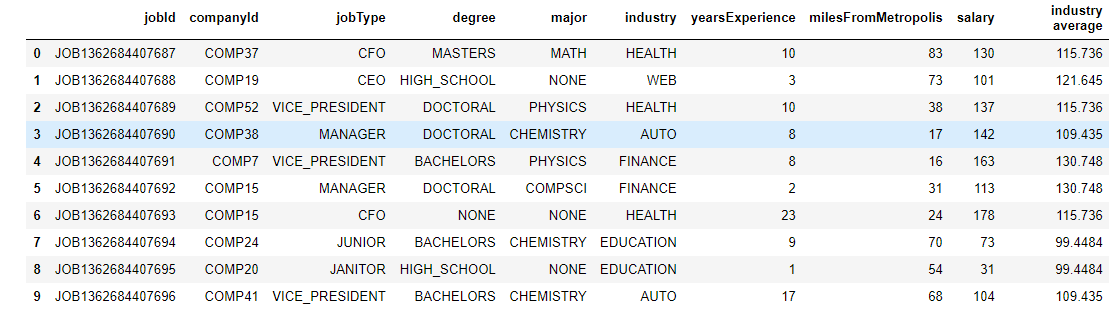 jobId companyId jobType degree major industry yearsExperience milesFromMetropolis salary industry average
0 JOB1362684407687 COMP37 CFO MASTERS MATH HEALTH 10 83 130 115.736
1 JOB1362684407688 COMP19 CEO HIGH_SCHOOL NONE WEB 3 73 101 121.645
2 JOB1362684407689 COMP52 VICE_PRESIDENT DOCTORAL PHYSICS HEALTH 10 38 137 115.736
3 JOB1362684407690 COMP38 MANAGER DOCTORAL CHEMISTRY AUTO 8 17 142 109.435
4 JOB1362684407691 COMP7 VICE_PRESIDENT BACHELORS PHYSICS FINANCE 8 16 163 130.748
5 JOB1362684407692 COMP15 MANAGER DOCTORAL COMPSCI FINANCE 2 31 113 130.748
6 JOB1362684407693 COMP15 CFO NONE NONE HEALTH 23 24 178 115.736
7 JOB1362684407694 COMP24 JUNIOR BACHELORS CHEMISTRY EDUCATION 9 70 73 99.4484
8 JOB1362684407695 COMP20 JANITOR HIGH_SCHOOL NONE EDUCATION 1 54 31 99.4484
9 JOB1362684407696 COMP41 VICE_PRESIDENT BACHELORS CHEMISTRY AUTO 17 68 104 109.435